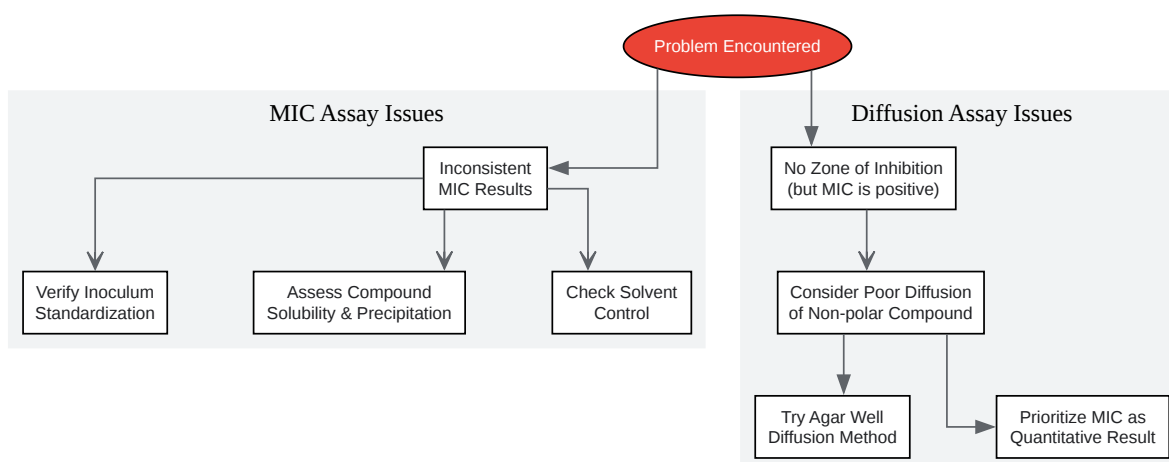 Problem Encountered
MIC Assay Issues
Diffusion Assay Issues
Inconsistent
MIC Results
No Zone of Inhibition
(but MIC is positive)
Verify Inoculum
Standardization
Assess Compound
Solubility & Precipitation
Check Solvent
Control
Consider Poor Diffusion
of Non-polar Compound
Try Agar Well
Diffusion Method
Prioritize MIC as
Quantitative Result